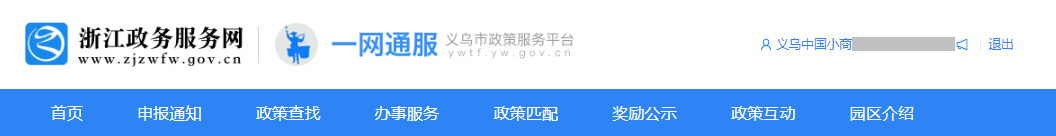 浙江政务服务网
www.zjzwfw.gov.cn
一网通服
义乌市政策服务平台
ywtf.yw.gov.cn
义乌中国小商
退出
首页 申报通知 政策查找 办事服务 政策匹配 奖励公示 政策互动 园区介绍